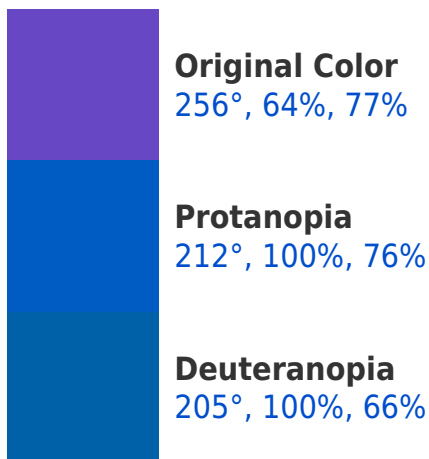 Original Color
256°, 64%, 77%
Protanopia
212°, 100%, 76%
Deuteranopia
205°, 100%, 66%